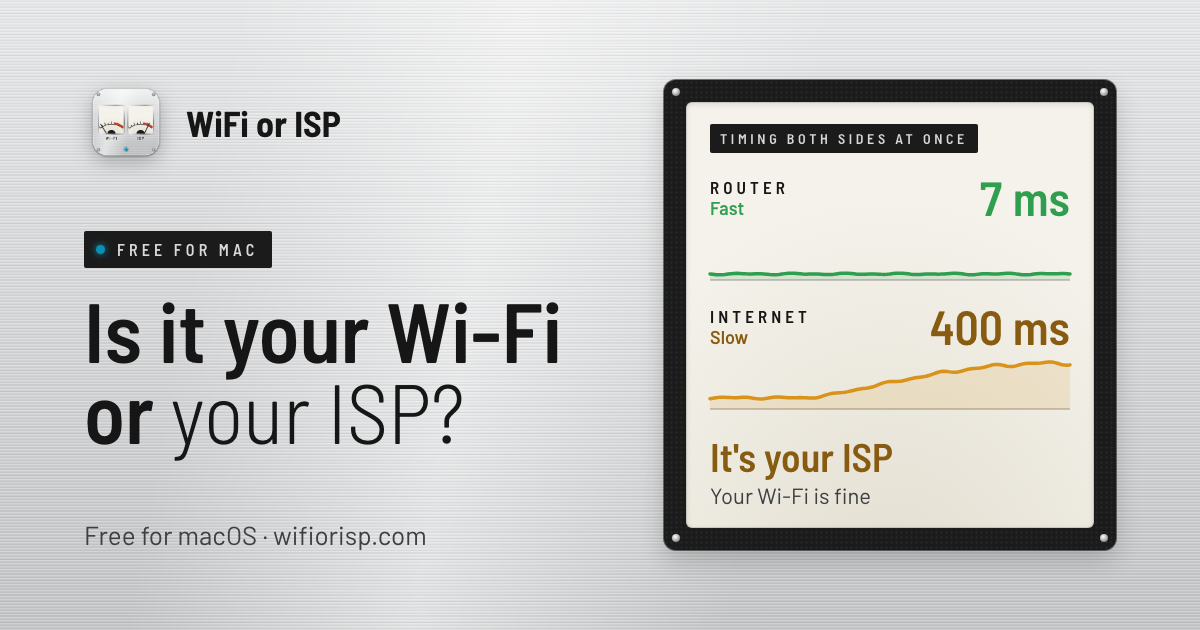 WiFi or ISP
FREE FOR MAC
Is it your Wi-Fi
or your ISP?
Free for macOS · wifiorisp.com
TIMING BOTH SIDES AT ONCE
ROUTER
Fast
7 ms
INTERNET
Slow
400 ms
It's your ISP
Your Wi-Fi is fine